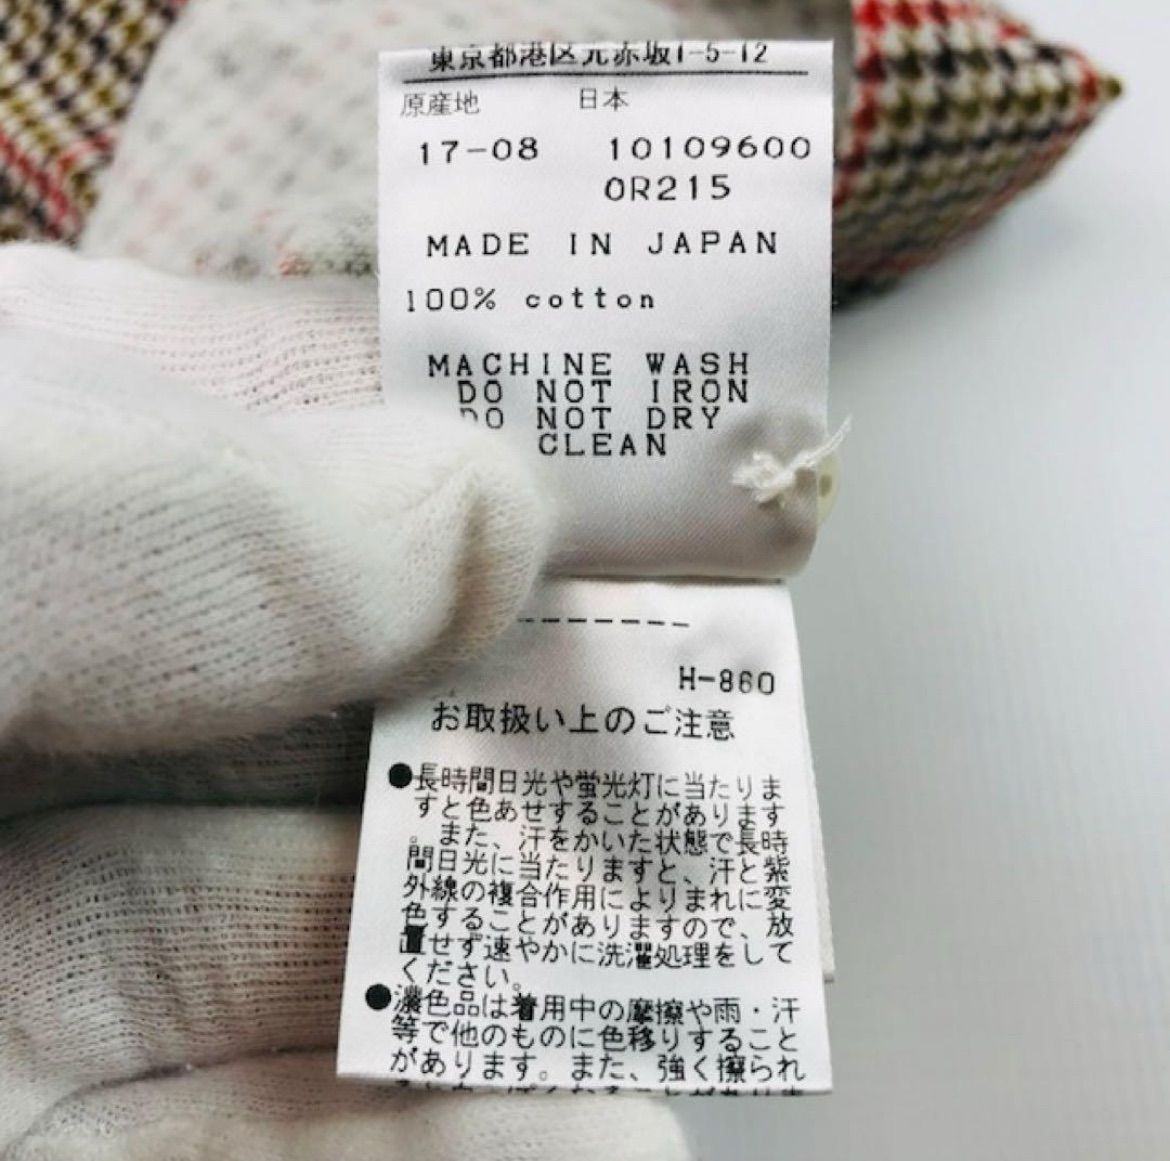 東京都港区元赤坂1-5-12
原産地 日本
17-08 10109600
0R215
MADE IN JAPAN
100% cotton
MACHINE WASH
DO NOT IRON
DO NOT DRY
CLEAN
H-860
お取扱い上のご注意
●長時間日光や蛍光灯に当たりま
すと色あせすることがあります
。また、汗をかいた状態で長時
間日光に当たりますと、汗と紫
外線の複合作用によりまれに変
色することがありますので、放
置せず速やかに洗濯処理をして
ください。
●濃色品は着用中の摩擦や雨・汗
等で他のものに色移りすること
があります。また、強く擦られ